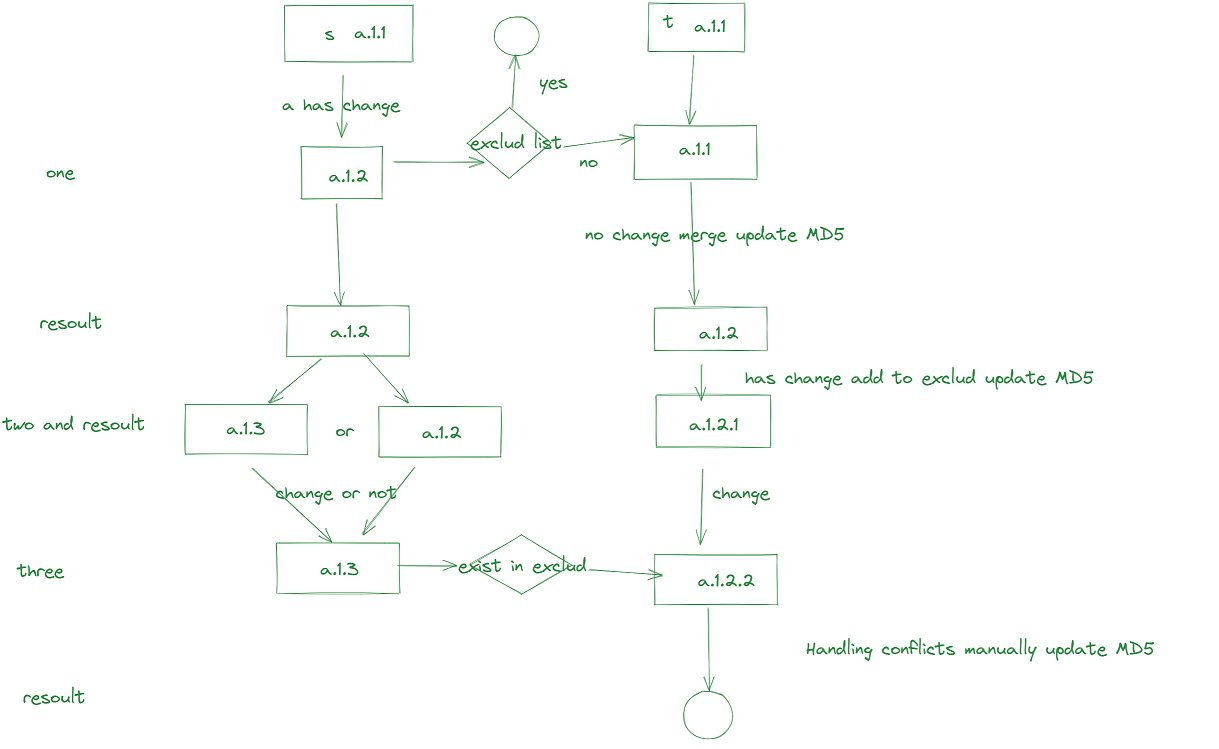 s a.1.1
t a.1.1
yes
a has change
exclud list
no
a.1.1
one
a.1.2
no change merge update MD5
resoult
a.1.2
a.1.2
has change add to exclud update MD5
two and resoult
a.1.3
or
a.1.2
a.1.2.1
change or not
change
three
a.1.3
exist in exclud
a.1.2.2
Handling conflicts manually update MD5
resoult